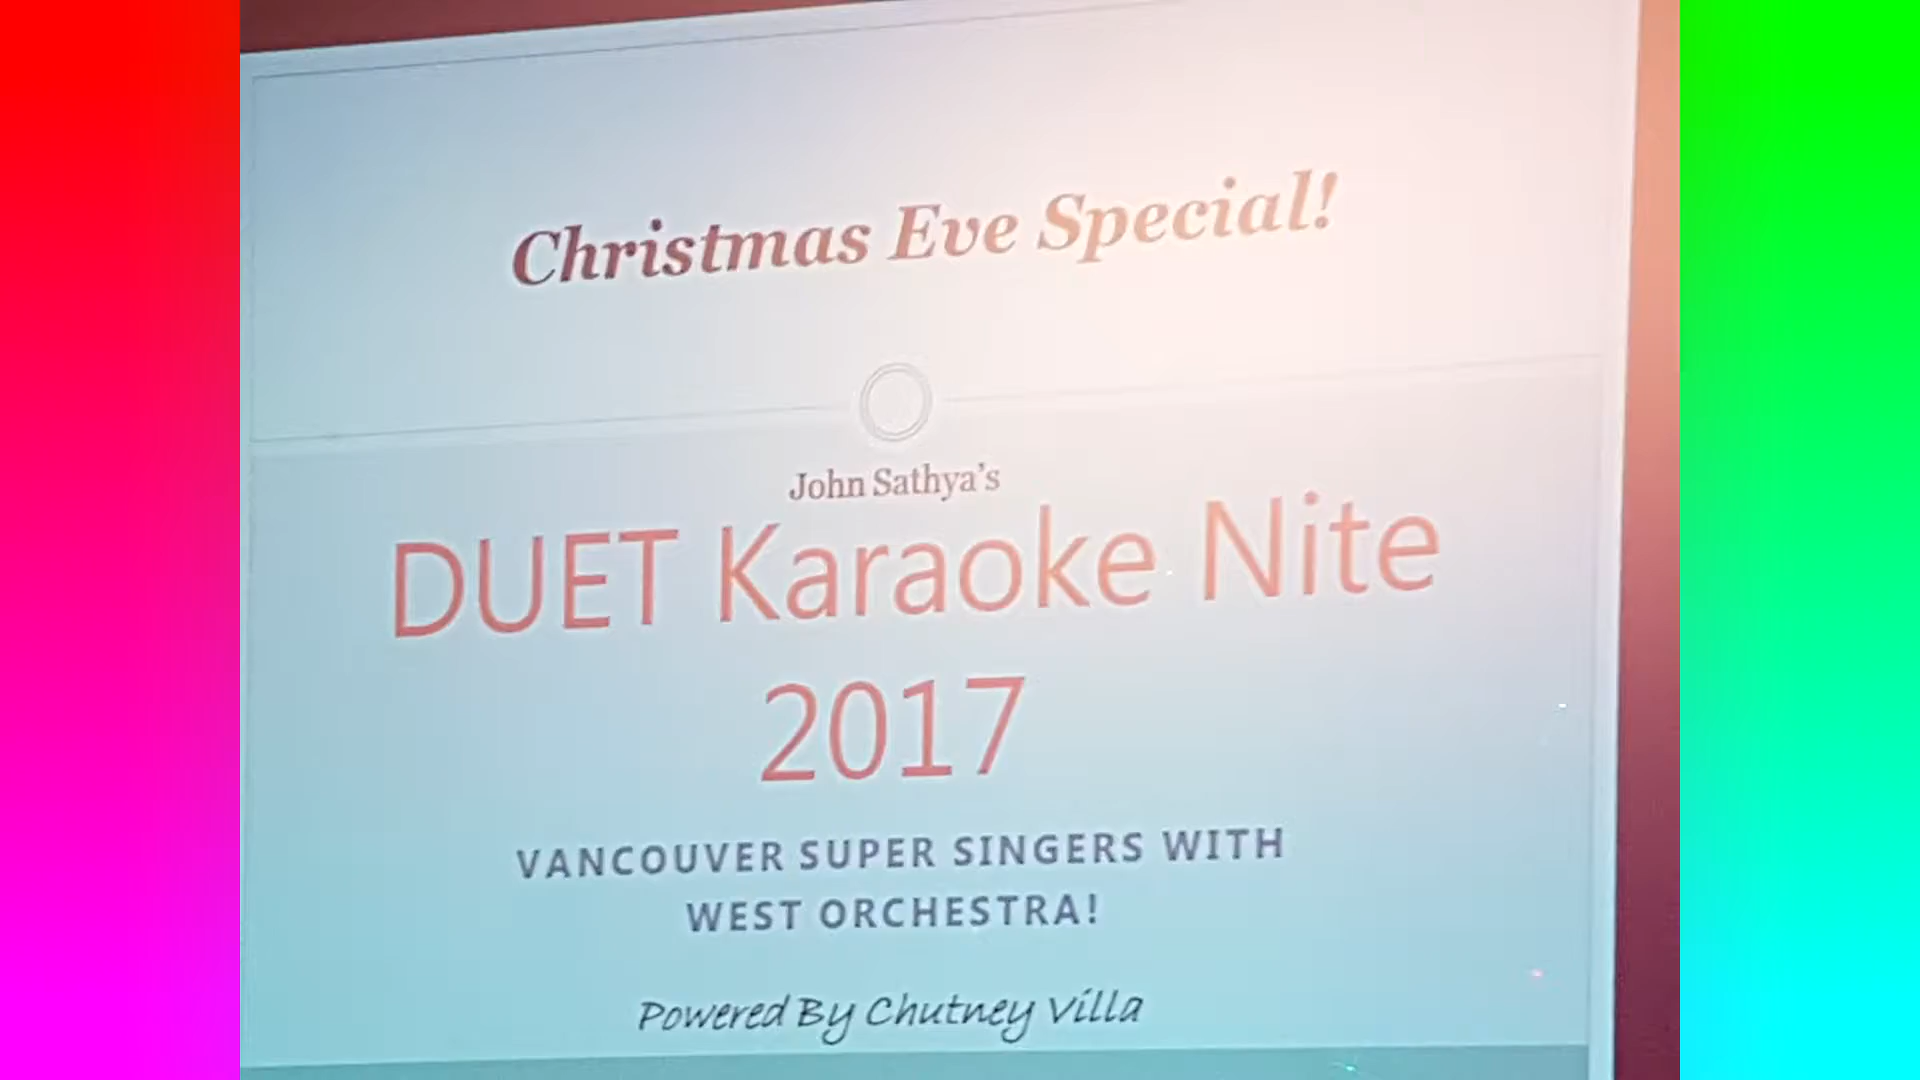 Christmas Eve Special!
John Sathya's
DUET Karaoke Nite
2017
VANCOUVER SUPER SINGERS WITH
WEST ORCHESTRA!
Powered By Chutney Villa